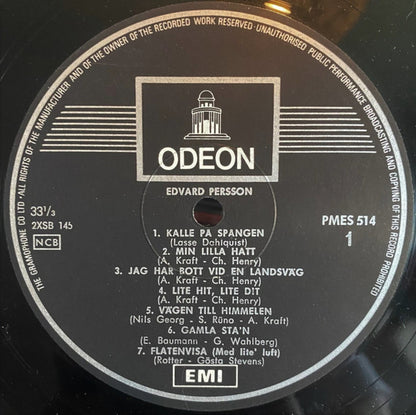 THE GRAMOPHONE CO LTD · ALL RIGHTS OF THE MANUFACTURER AND OF THE OWNER OF THE RECORDED WORK RESERVED · UNAUTHORISED PUBLIC PERFORMANCE BROADCASTING AND COPYING OF THIS RECORD PROHIBITED
ODEON
EDVARD PERSSON
33⅓
2XSB 145
NCB
PMES 514
1
1. KALLE PÅ SPANGEN
(Lasse Dahlquist)
2. MIN LILLA HATT
(A. Kraft - Ch. Henry)
3. JAG HAR BOTT VID EN LANDSVÄG
(A. Kraft - Ch. Henry)
4. LITE HIT, LITE DIT
(A. Kraft - Ch. Henry)
5. VÄGEN TILL HIMMELEN
(Nils Georg - S. Rüno - A. Kraft)
6. GAMLA STA'N
(E. Baumann - G. Wahlberg)
7. FLATENVISA (Med lite' luft)
(Rotter - Gösta Stevens)
EMI